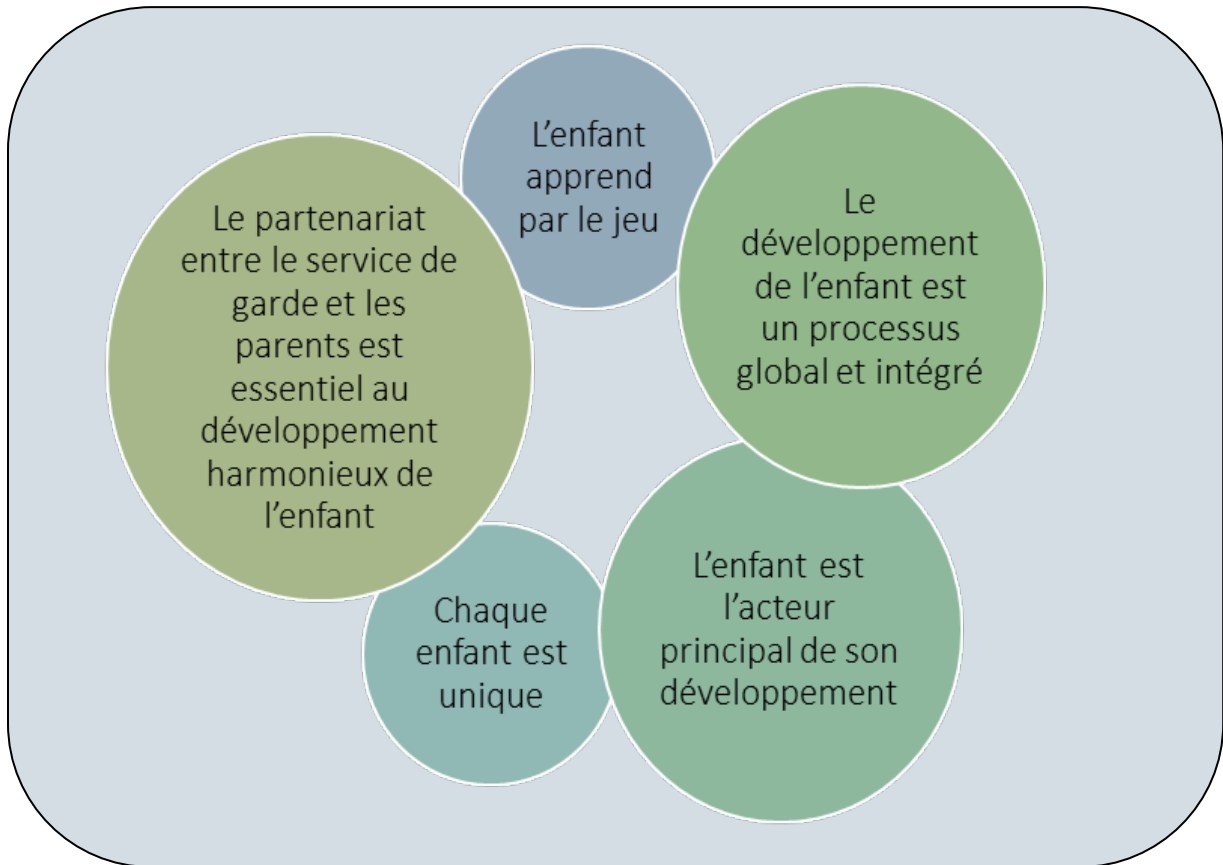 L’enfant
apprend
par le jeu
Le
développement
de l’enfant est
un processus
global et intégré
L’enfant est
l’acteur
principal de son
développement
Chaque
enfant est
unique
Le partenariat
entre le service de
garde et les
parents est
essentiel au
développement
harmonieux de
l’enfant